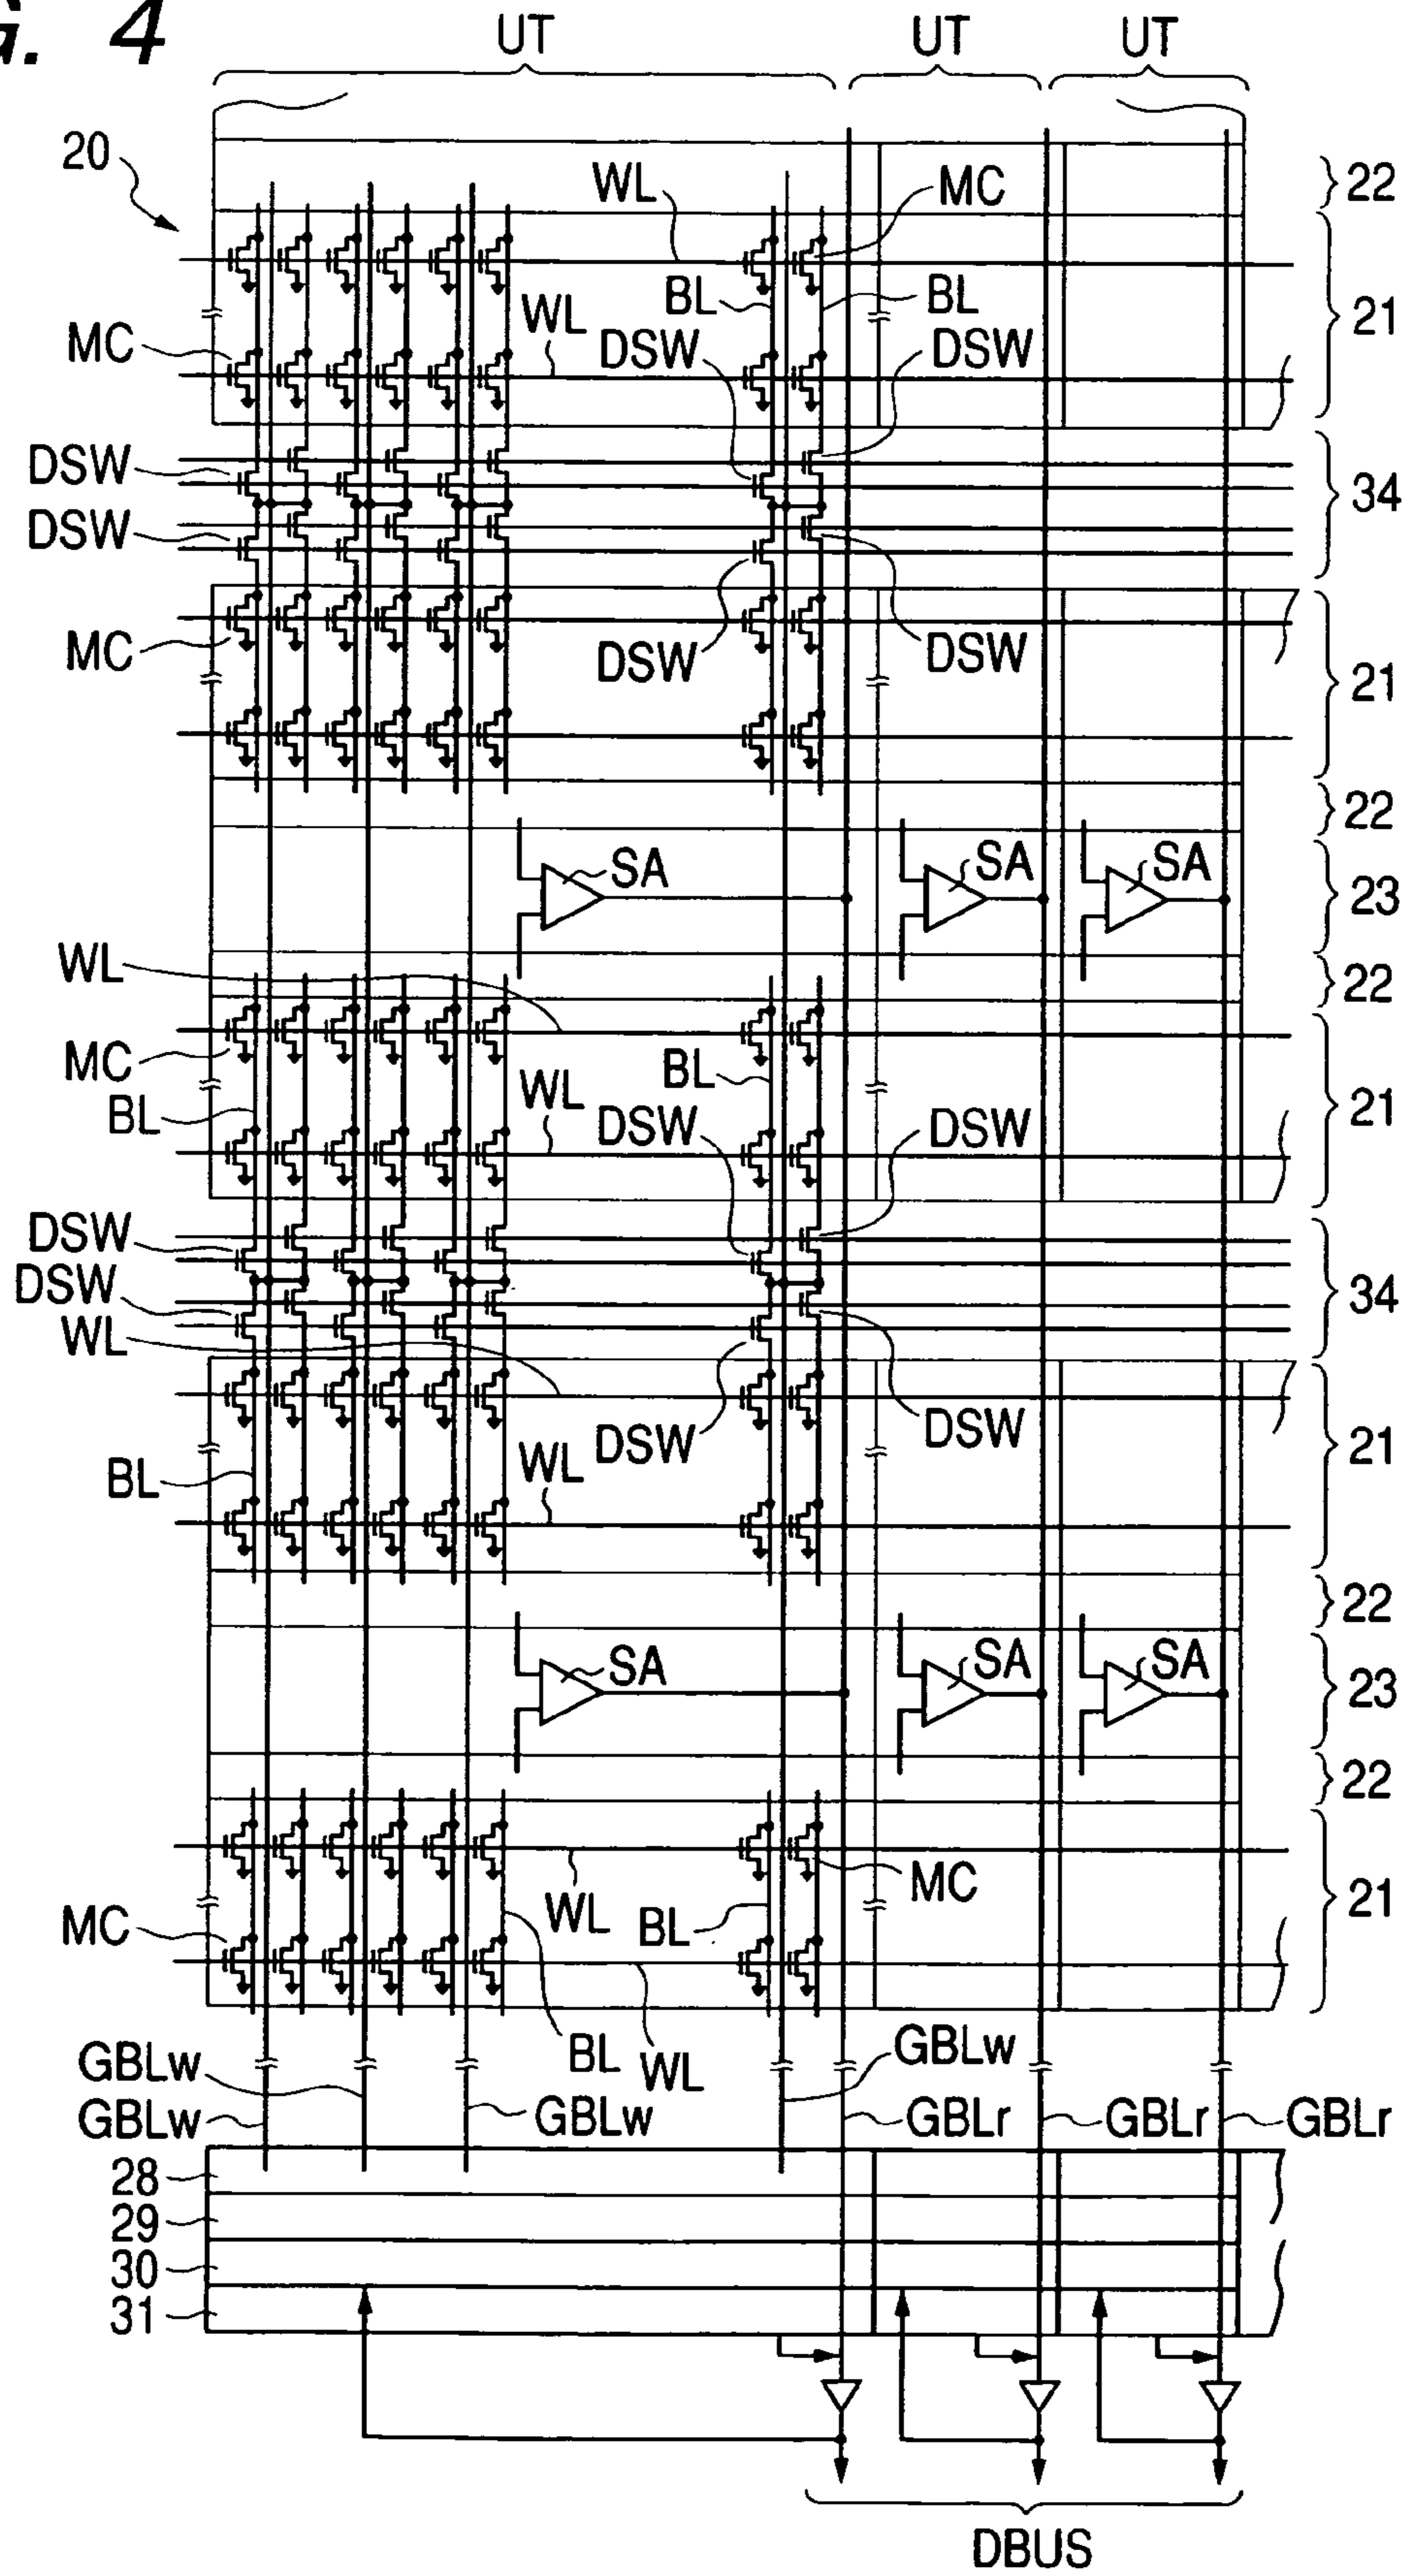 G. 4
UT UT UT
20
WL MC 22
BL BL 21
WL
MC DSW DSW
DSW 34
DSW
MC DSW DSW 21
22
SA SA SA 23
WL 22
MC BL WL
BL DSW DSW 21
DSW
DSW 34
WL
DSW DSW 21
BL WL
22
SA SA SA 23
22
WL MC 21
MC BL
BL WL GBLw
GBLw
GBLw GBLw GBLr GBLr GBLr
28
29
30
31
DBUS